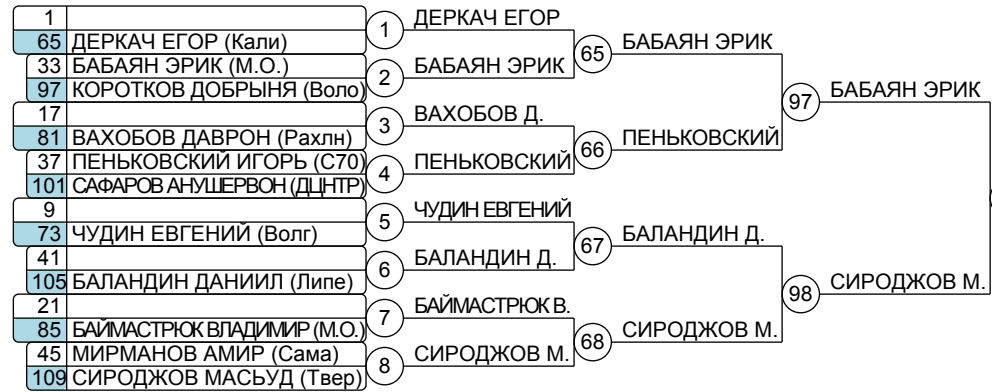 1
65 ДЕРКАЧ ЕГОР (Кали)
33 БАБАЯН ЭРИК (М.О.)
97 КОРОТКОВ ДОБРЫНЯ (Воло)
17
81 ВАХОБОВ ДАВРОН (Рахлн)
37 ПЕНЬКОВСКИЙ ИГОРЬ (С70)
101 САФАРОВ АНУШЕРВОН (ДЦНТР)
9
73 ЧУДИН ЕВГЕНИЙ (Волг)
41
105 БАЛАНДИН ДАНИИЛ (Липе)
21
85 БАЙМАСТРЮК ВЛАДИМИР (М.О.)
45 МИРМАНОВ АМИР (Сама)
109 СИРОДЖОВ МАСЬУД (Твер)
1 ДЕРКАЧ ЕГОР
2 БАБАЯН ЭРИК
3 ВАХОБОВ Д.
4 ПЕНЬКОВСКИЙ
5 ЧУДИН ЕВГЕНИЙ
6 БАЛАНДИН Д.
7 БАЙМАСТРЮК В.
8 СИРОДЖОВ М.
65 БАБАЯН ЭРИК
66 ПЕНЬКОВСКИЙ
67 БАЛАНДИН Д.
68 СИРОДЖОВ М.
97 БАБАЯН ЭРИК
98 СИРОДЖОВ М.